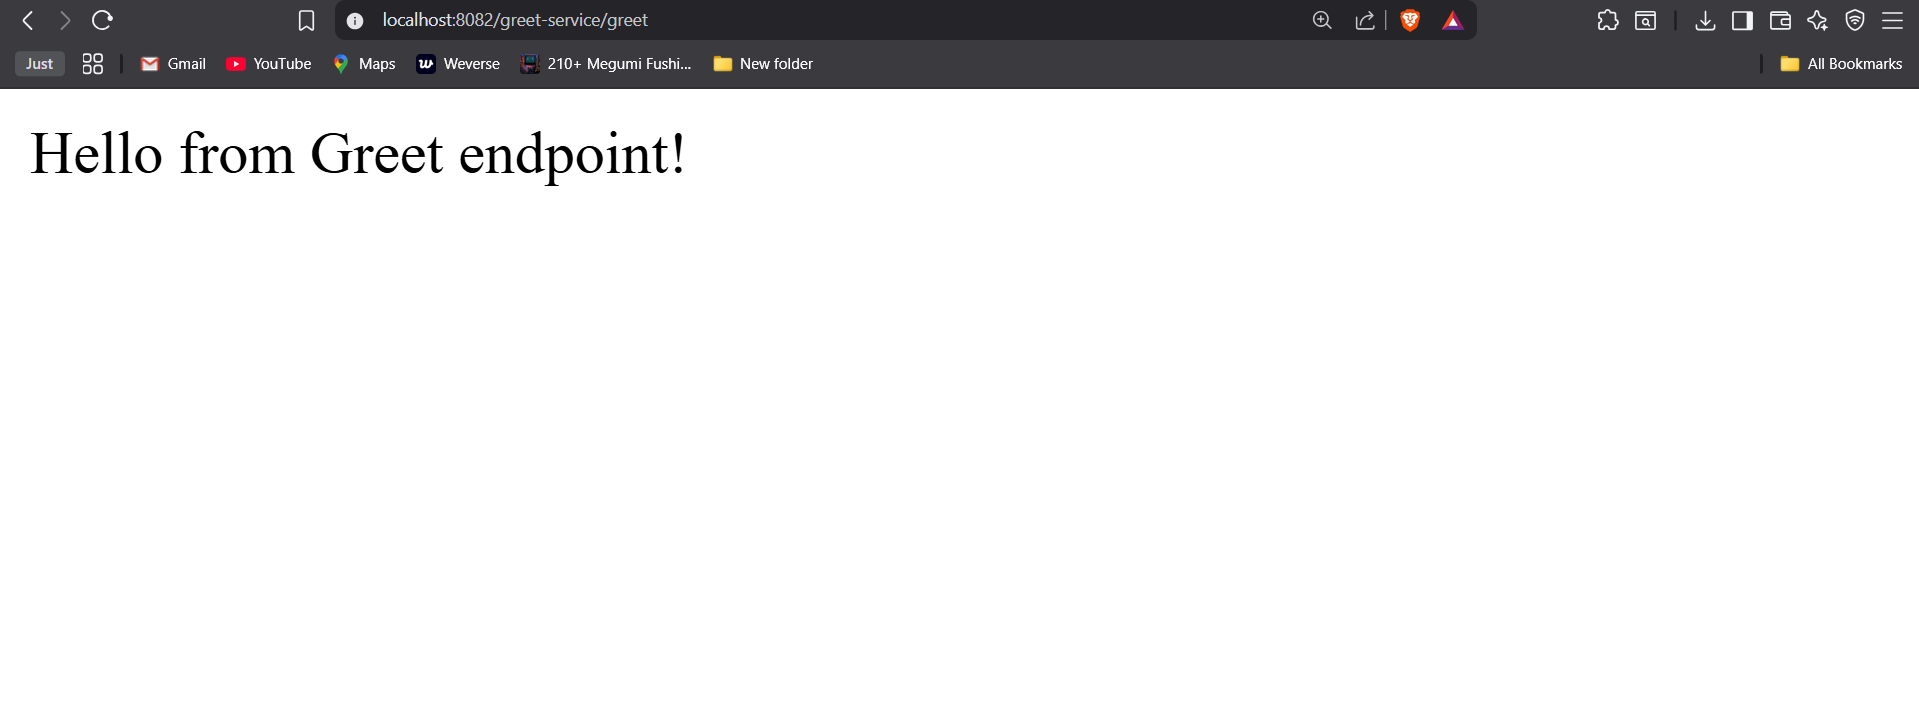 localhost:8082/greet-service/greet
Just Gmail YouTube Maps Weverse 210+ Megumi Fushi... New folder All Bookmarks
Hello from Greet endpoint!